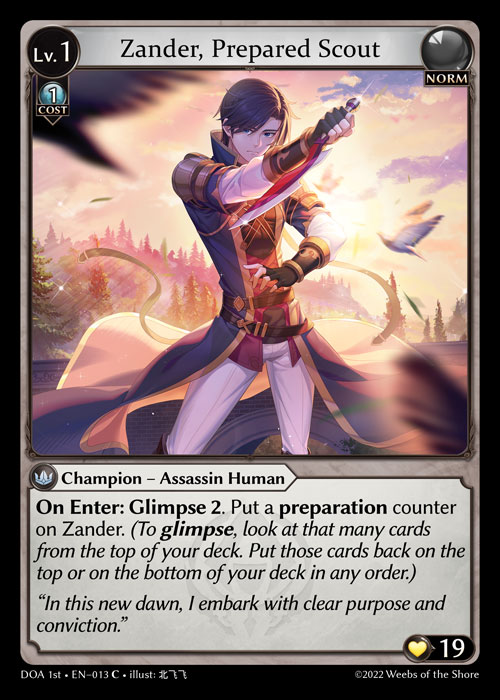 Lv. 1
Zander, Prepared Scout
NORM
1
COST
Champion – Assassin Human
On Enter: Glimpse 2. Put a preparation counter
on Zander. (To glimpse, look at that many cards
from the top of your deck. Put those cards back on the
top or on the bottom of your deck in any order.)
“In this new dawn, I embark with clear purpose and
conviction.”
19
DOA 1st • EN–013 C • illust: 北飞飞
©2022 Weebs of the Shore